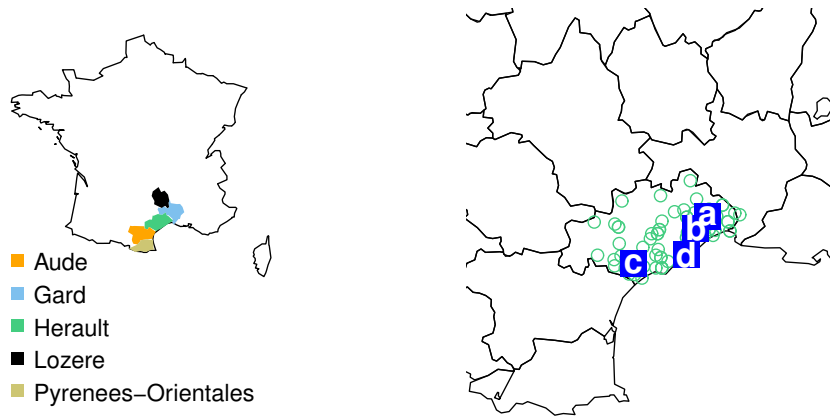 Aude
Gard
Herault
Lozere
Pyrenees−Orientales
a
b
d
c